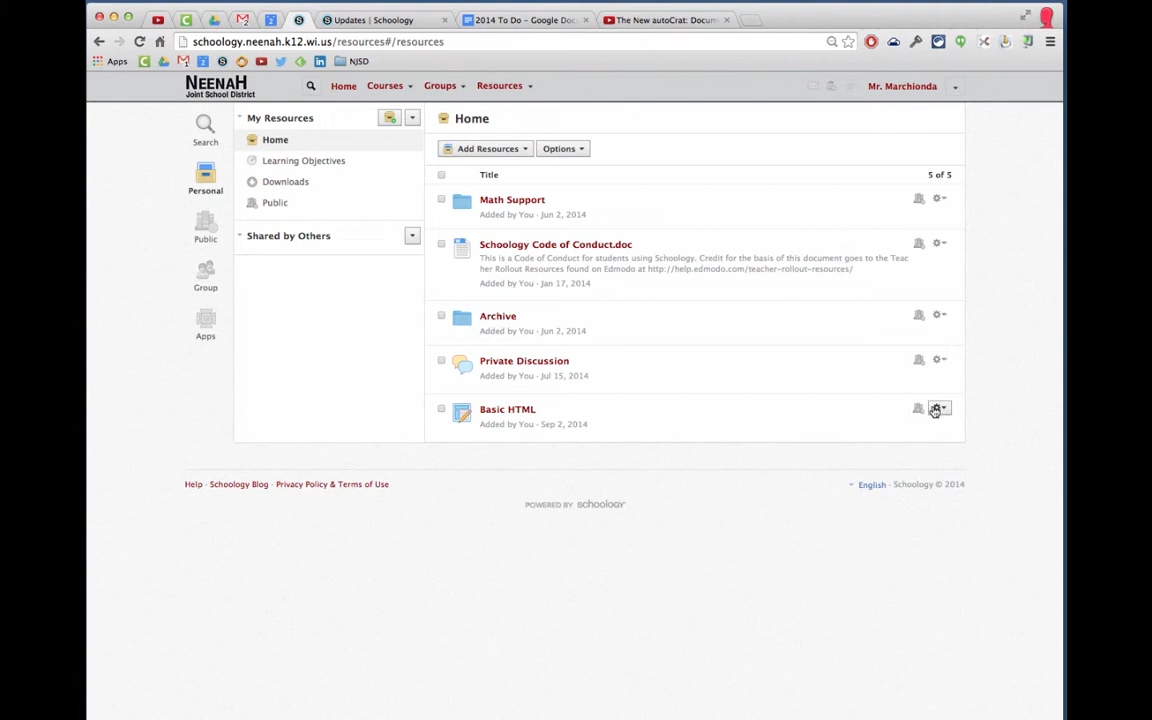 Updates | Schoology
2014 To Do - Google Doc
The New autoCrat: Docum
schoology.neenah.k12.wi.us/resources#/resources
Apps
NJSD
NEENAH
Joint School District
Home
Courses
Groups
Resources
Mr. Marchionda
Search
Personal
Public
Group
Apps
My Resources
Home
Learning Objectives
Downloads
Public
Shared by Others
Home
Add Resources
Options
Title
5 of 5
Math Support
Added by You · Jun 2, 2014
Schoology Code of Conduct.doc
This is a Code of Conduct for students using Schoology. Credit for the basis of this document goes to the Teac
her Rollout Resources found on Edmodo at http://help.edmodo.com/teacher-rollout-resources/
Added by You · Jan 17, 2014
Archive
Added by You · Jun 2, 2014
Private Discussion
Added by You · Jul 15, 2014
Basic HTML
Added by You · Sep 2, 2014
Help · Schoology Blog · Privacy Policy & Terms of Use
English · Schoology © 2014
POWERED BY schoology